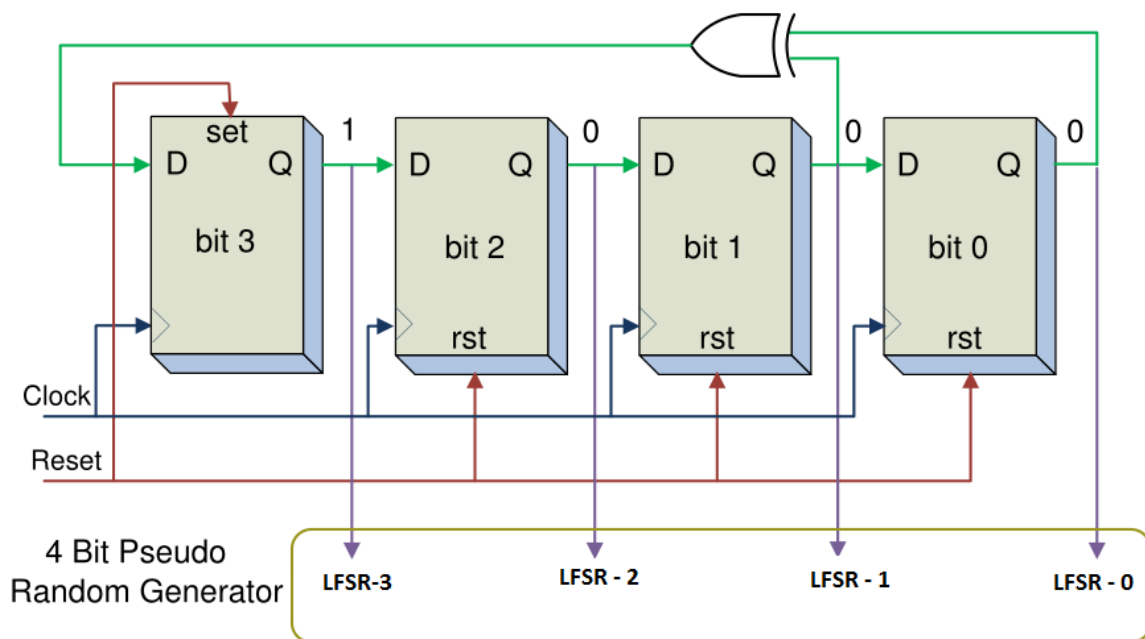 set
1
0
0
0
D
Q
D
Q
D
Q
D
Q
bit 3
bit 2
bit 1
bit 0
rst
rst
rst
Clock
Reset
4 Bit Pseudo
Random Generator
LFSR-3
LFSR - 2
LFSR - 1
LFSR - 0